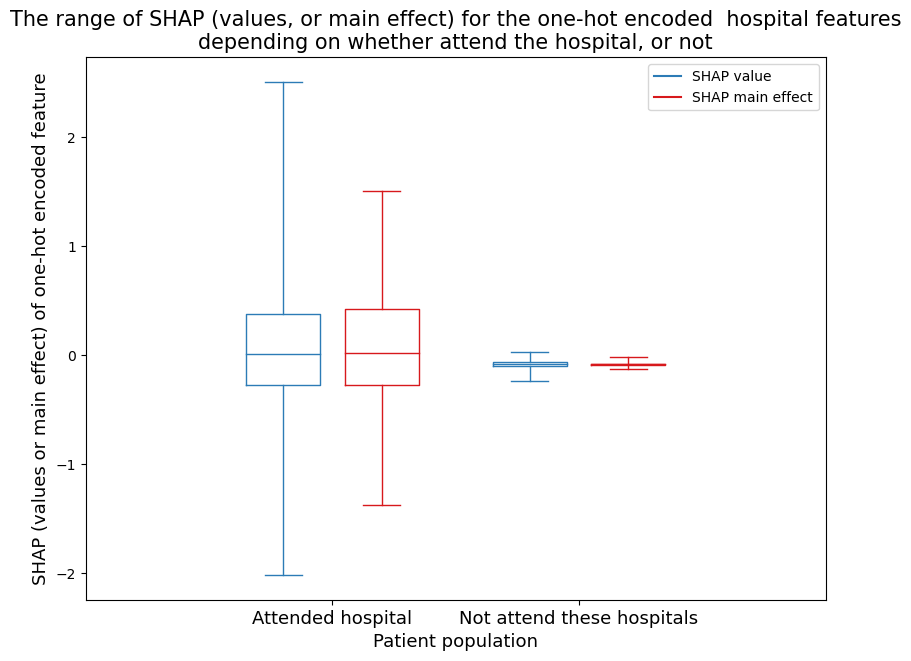 The range of SHAP (values, or main effect) for the one-hot encoded  hospital features
depending on whether attend the hospital, or not
SHAP value
SHAP main effect
SHAP (values or main effect) of one-hot encoded feature
2
1
0
−1
−2
Attended hospital
Not attend these hospitals
Patient population